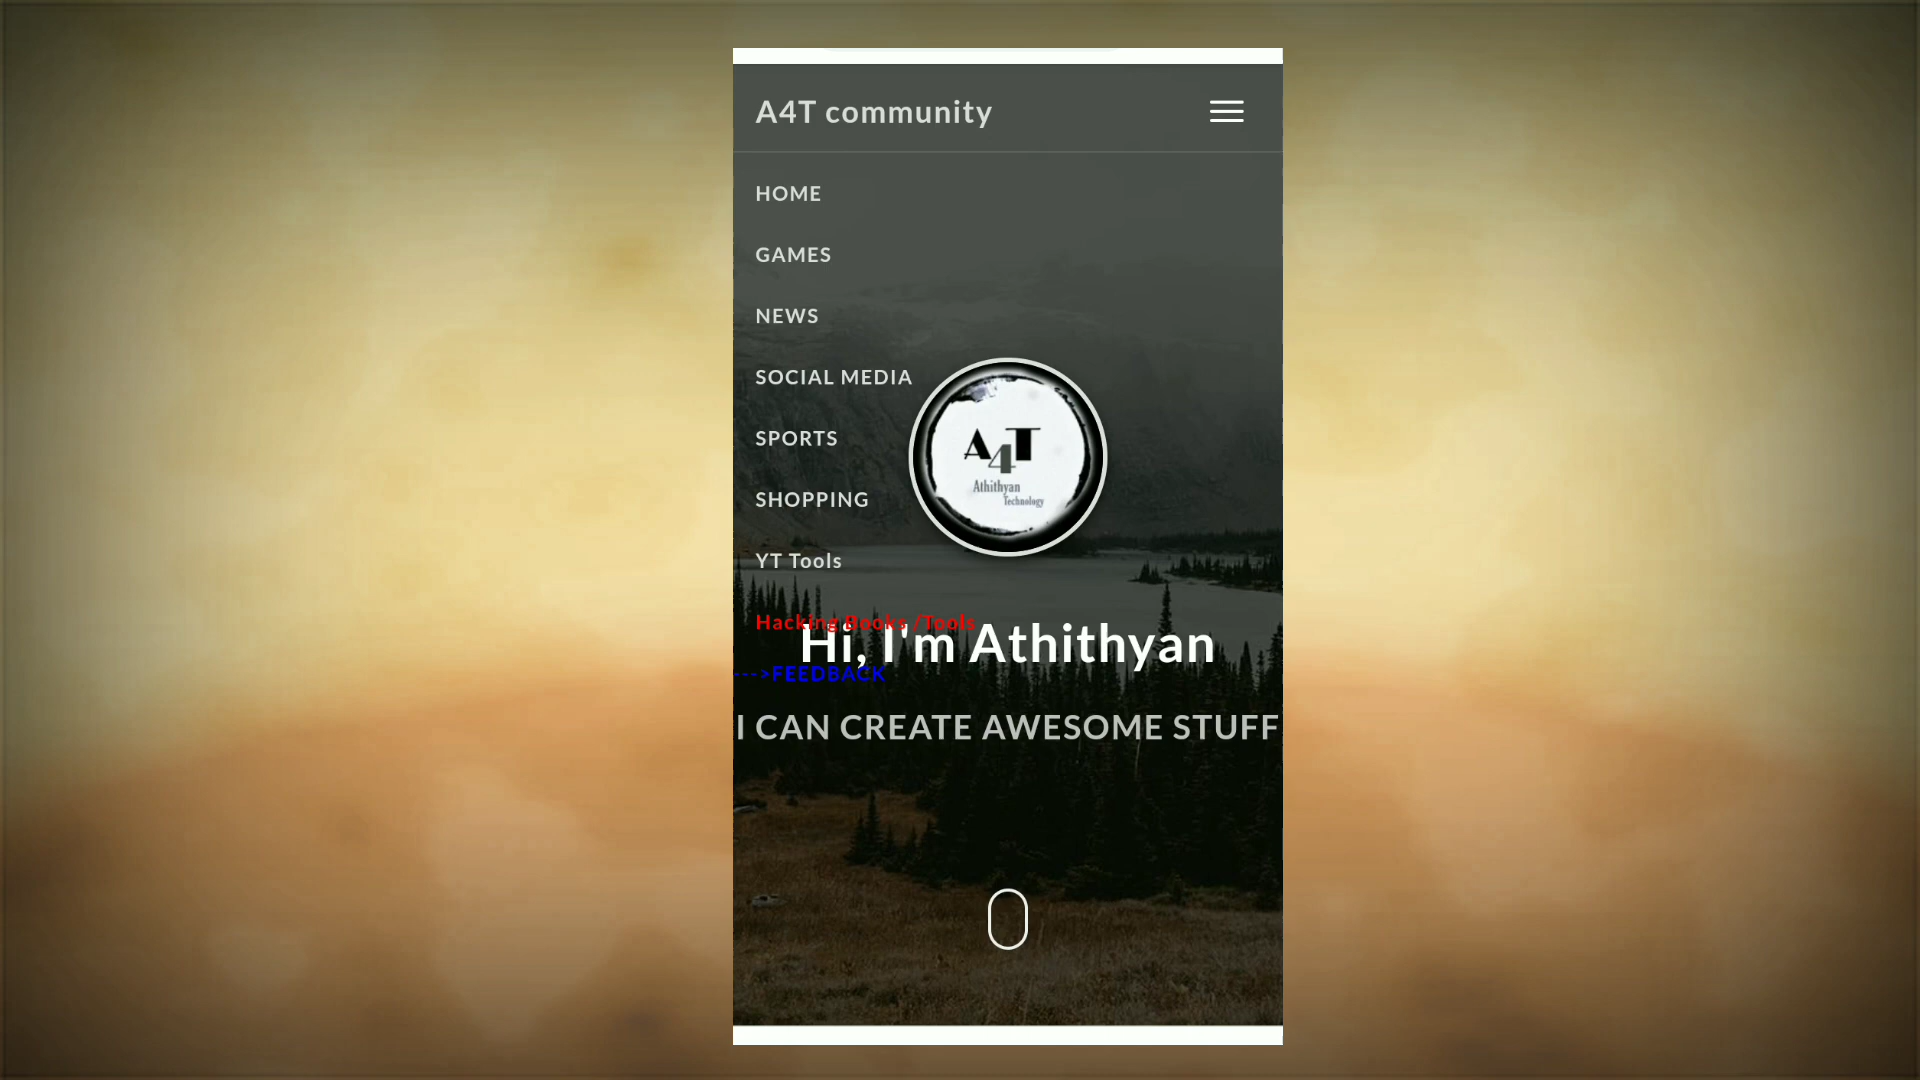 A4T community
HOME
GAMES
NEWS
SOCIAL MEDIA
A4T
Athithyan
Technology
SPORTS
SHOPPING
YT Tools
Hacking Books /Tools
Hi, I'm Athithyan
--->FEEDBACK
I CAN CREATE AWESOME STUFF